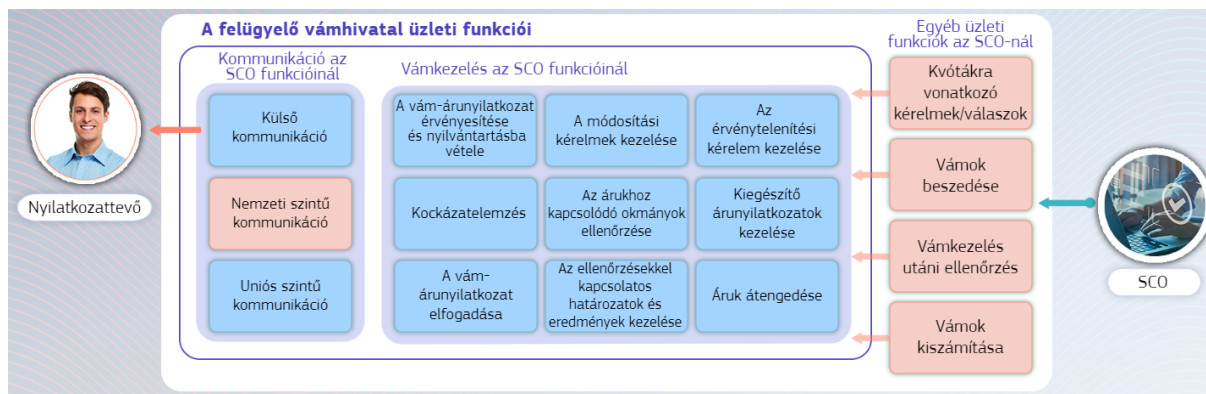 A felügyelő vámhivatal üzleti funkciói
Kommunikáció az
SCO funkcióinál
Külső
kommunikáció
Nemzeti szintű
kommunikáció
Uniós szintű
kommunikáció
Vámkezelés az SCO funkcióinál
A vám-árunyilatkozat
érvényesítése
és nyilvántartásba
vétele
A módosítási
kérelmek kezelése
Az
érvénytelenítési
kérelem kezelése
Kockázatelemzés
Az árukhoz
kapcsolódó okmányok
ellenőrzése
Kiegészítő
árunyilatkozatok
kezelése
A vám-
árunyilatkozat
elfogadása
Az ellenőrzésekkel
kapcsolatos
határozatok és
eredmények kezelése
Áruk átengedése
Egyéb üzleti
funkciók az SCO-nál
Kvótákra
vonatkozó
kérelmek/válaszok
Vámok
beszedése
Vámkezelés
utáni ellenőrzés
Vámok
kiszámítása
Nyilatkozattevő
SCO